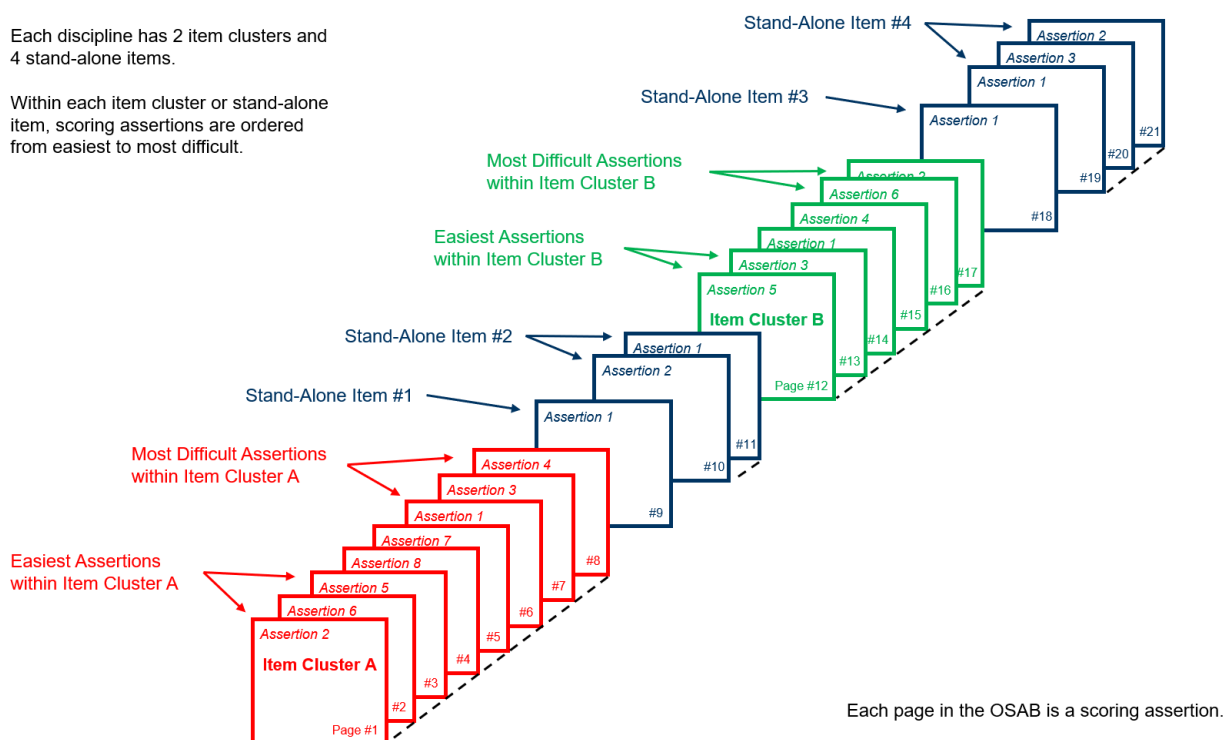 Each discipline has 2 item clusters and
4 stand-alone items.
Within each item cluster or stand-alone
item, scoring assertions are ordered
from easiest to most difficult.
Stand-Alone Item #4
Assertion 2
Assertion 3
Assertion 1
#21
#20
#19
Stand-Alone Item #3
Assertion 1
#18
Most Difficult Assertions
within Item Cluster B
Assertion 2
Assertion 6
Assertion 4
Easiest Assertions
within Item Cluster B
Assertion 1
Assertion 3
Assertion 5
Item Cluster B
#17
#16
#15
#14
#13
Page #12
Stand-Alone Item #2
Assertion 1
Assertion 2
#11
#10
Stand-Alone Item #1
Assertion 1
#9
Most Difficult Assertions
within Item Cluster A
Assertion 4
Assertion 3
Assertion 1
Assertion 7
Assertion 8
Easiest Assertions
within Item Cluster A
Assertion 5
Assertion 6
Assertion 2
Item Cluster A
#8
#7
#6
#5
#4
#3
#2
Page #1
Each page in the OSAB is a scoring assertion.